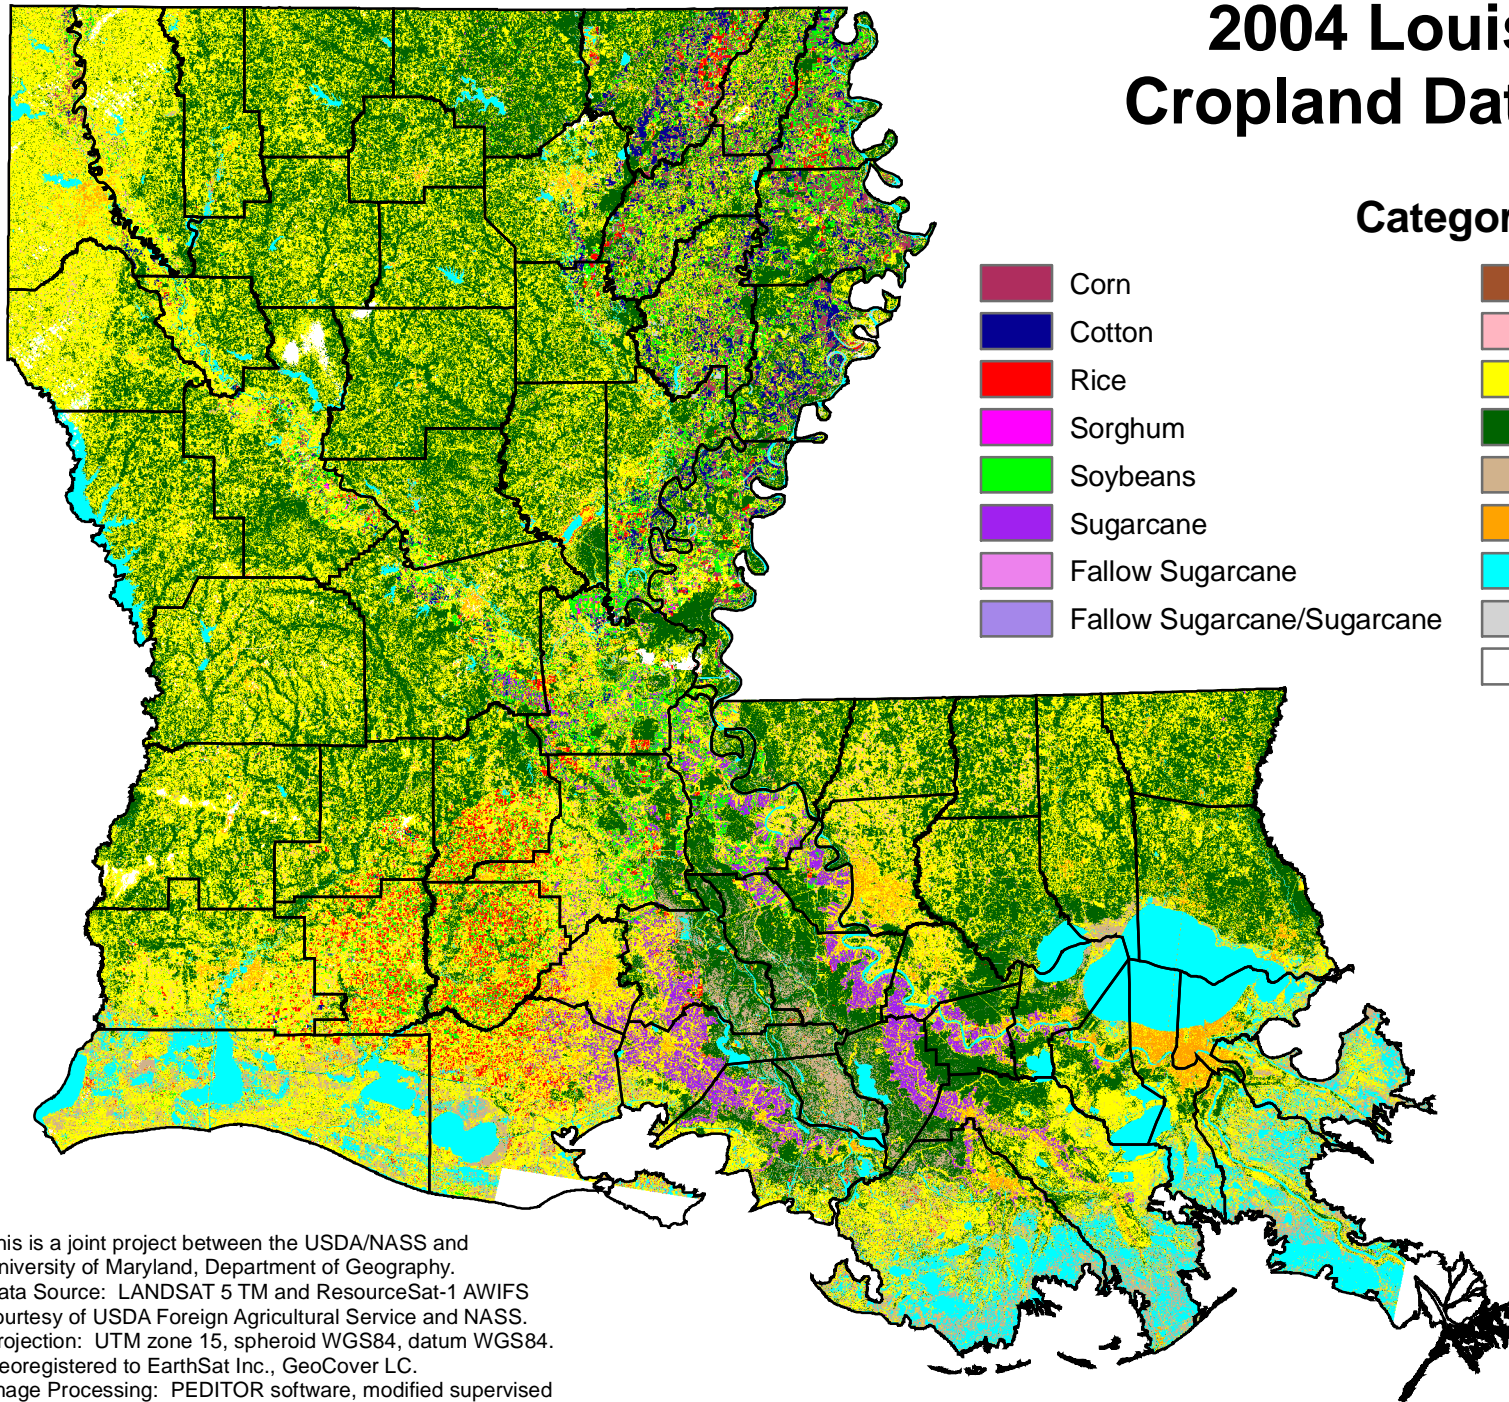 2004 Louis
Cropland Dat
Categor
Corn
Cotton
Rice
Sorghum
Soybeans
Sugarcane
Fallow Sugarcane
Fallow Sugarcane/Sugarcane
his is a joint project between the USDA/NASS and
niversity of Maryland, Department of Geography.
ata Source: LANDSAT 5 TM and ResourceSat-1 AWIFS
ourtesy of USDA Foreign Agricultural Service and NASS.
rojection: UTM zone 15, spheroid WGS84, datum WGS84.
eoregistered to EarthSat Inc., GeoCover LC.
mage Processing: PEDITOR software, modified supervised